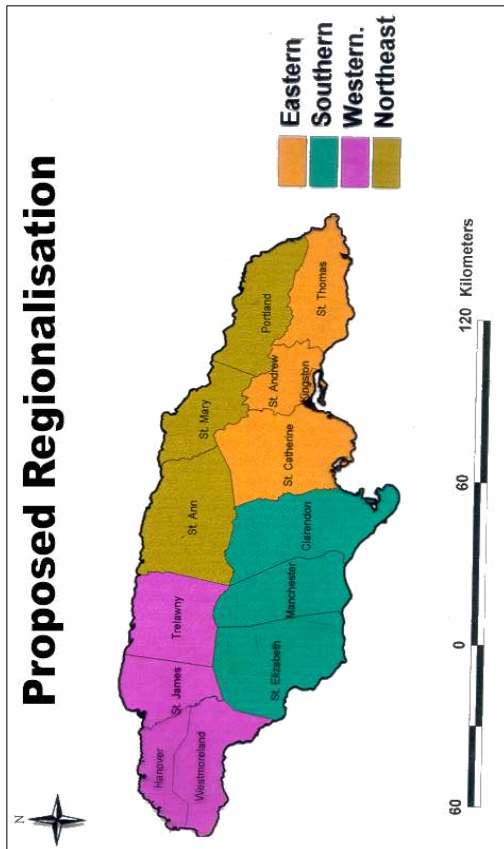 Proposed Regionalisation
N
Hanover
Westmoreland
St. James
Trelawny
St. Elizabeth
Manchester
Clarendon
St. Ann
St. Mary
St. Catherine
St. Andrew
Kingston
Portland
St. Thomas
Eastern
Southern
Western.
Northeast
60 0 60 120 Kilometers